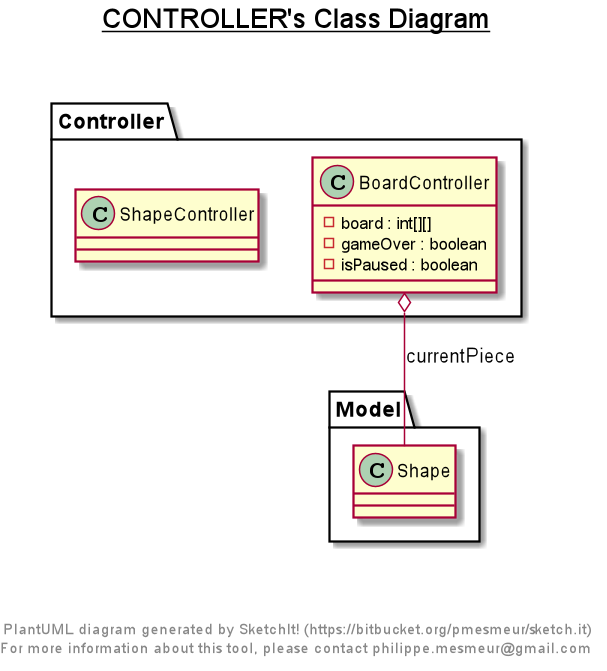 CONTROLLER's Class Diagram
Controller
C ShapeController
C BoardController
board : int[][]
gameOver : boolean
isPaused : boolean
currentPiece
Model
C Shape
PlantUML diagram generated by SketchIt! (https://bitbucket.org/pmesmeur/sketch.it)
For more information about this tool, please contact philippe.mesmeur@gmail.com